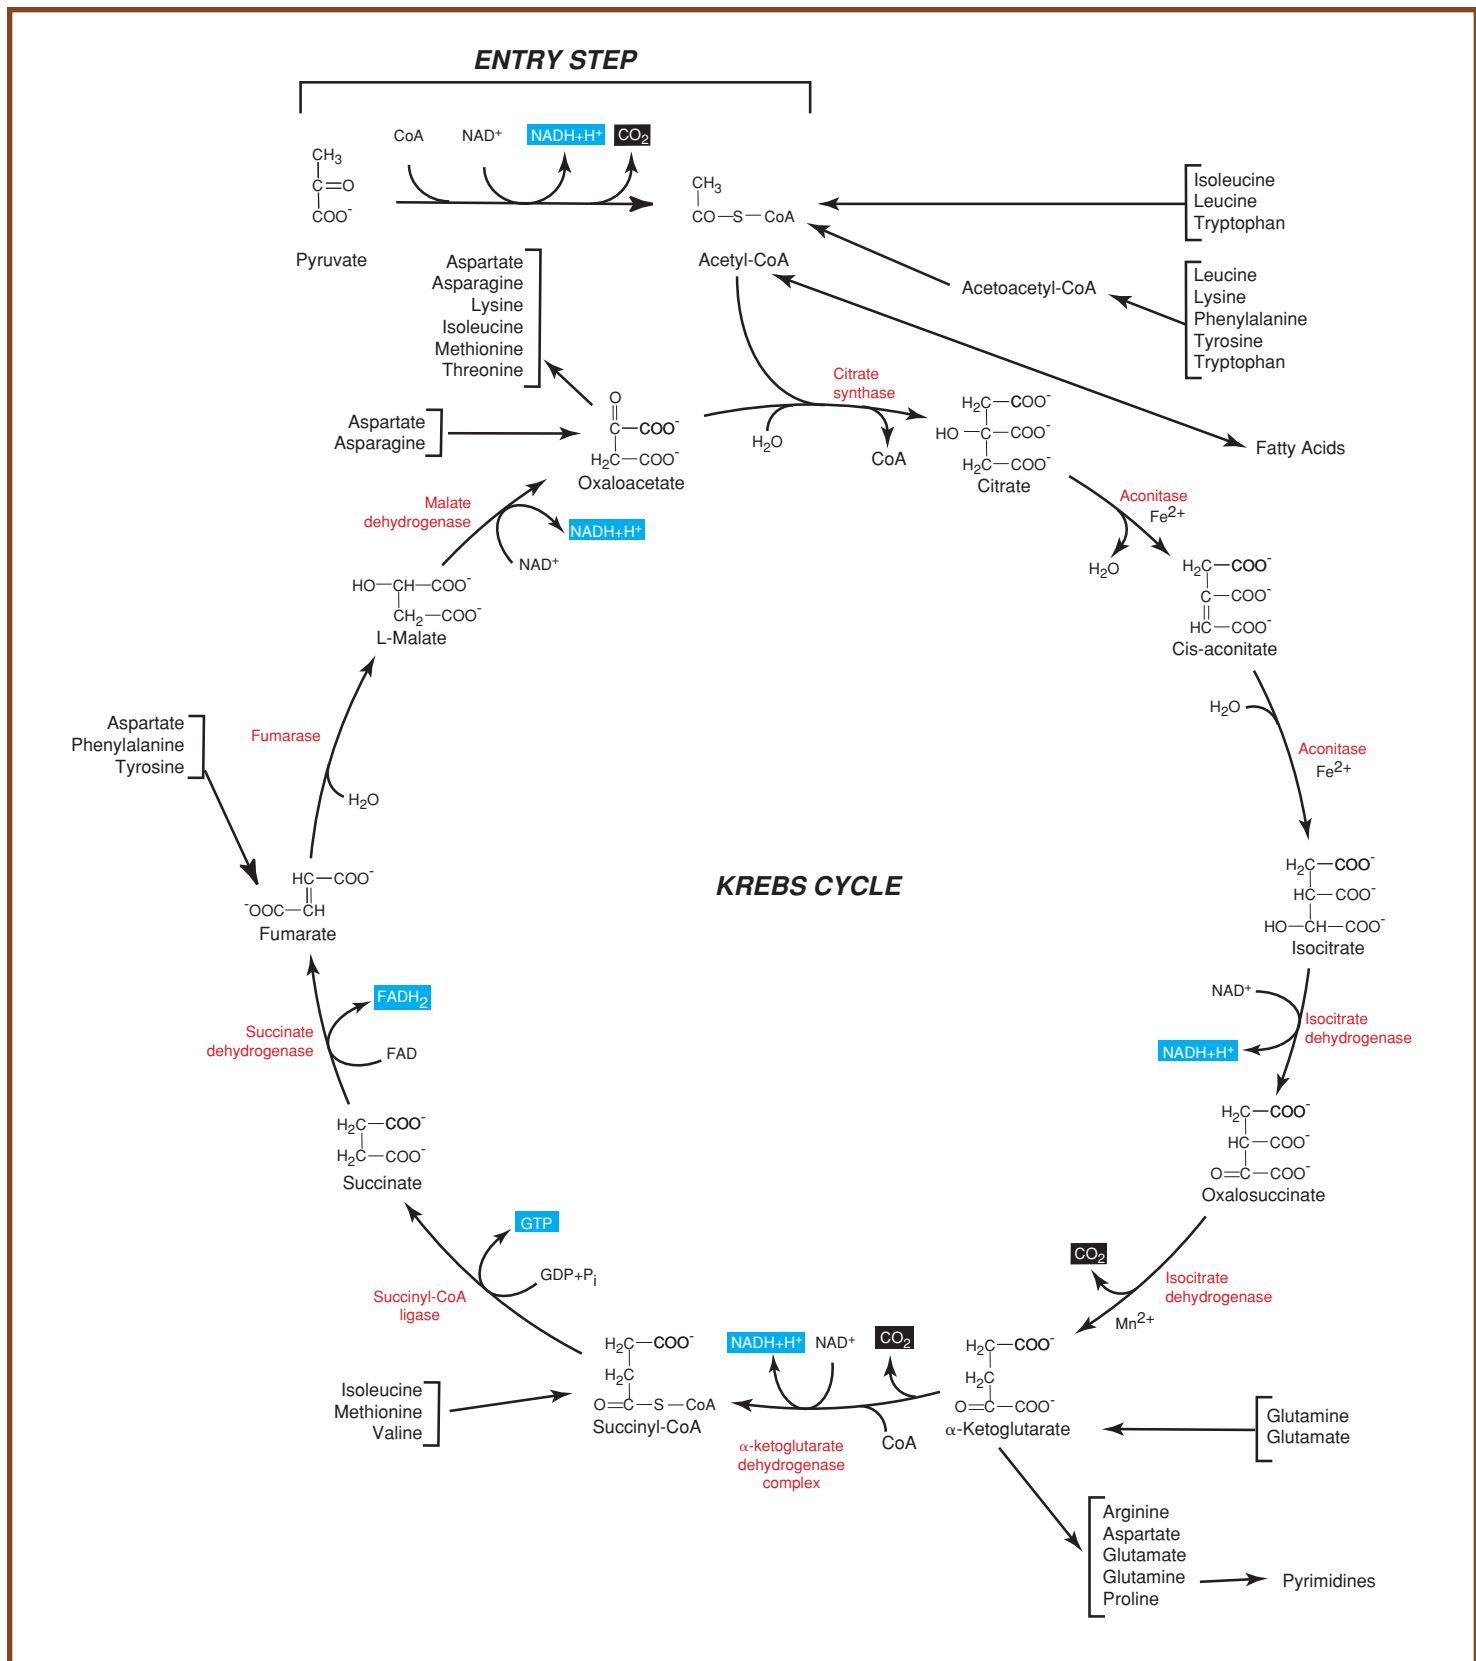 ENTRY STEP
CoA
NAD+
NADH+H+
CO2
CH3
C=O
COO-
Pyruvate
CH3
CO—S—CoA
Acetyl-CoA
Isoleucine
Leucine
Tryptophan
Acetoacetyl-CoA
Leucine
Lysine
Phenylalanine
Tyrosine
Tryptophan
Fatty Acids
Aspartate
Asparagine
Lysine
Isoleucine
Methionine
Threonine
Aspartate
Asparagine
O
C—COO-
H2C—COO-
Oxaloacetate
H2O
Citrate
synthase
CoA
H2C—COO-
HO—C—COO-
H2C—COO-
Citrate
Aconitase
Fe2+
H2O
H2C—COO-
C—COO-
HC—COO-
Cis-aconitate
H2O
Aconitase
Fe2+
H2C—COO-
HC—COO-
HO—CH—COO-
Isocitrate
NAD+
NADH+H+
Isocitrate
dehydrogenase
H2C—COO-
HC—COO-
O=C—COO-
Oxalosuccinate
CO2
Isocitrate
dehydrogenase
Mn2+
H2C—COO-
H2C
O=C—COO-
α-Ketoglutarate
Glutamine
Glutamate
Arginine
Aspartate
Glutamate
Glutamine
Proline
Pyrimidines
CO2
NAD+
NADH+H+
CoA
α-ketoglutarate
dehydrogenase
complex
H2C—COO-
H2C
O=C—S—CoA
Succinyl-CoA
Isoleucine
Methionine
Valine
Succinyl-CoA
ligase
GTP
GDP+Pi
H2C—COO-
H2C—COO-
Succinate
Succinate
dehydrogenase
FADH2
FAD
HC—COO-
-OOC—CH
Fumarate
Aspartate
Phenylalanine
Tyrosine
Fumarase
H2O
HO—CH—COO-
CH2—COO-
L-Malate
Malate
dehydrogenase
NADH+H+
NAD+
KREBS CYCLE